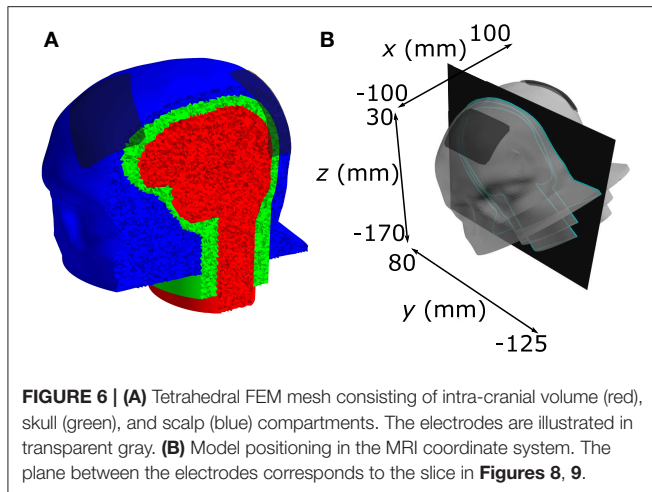 A
B
x (mm)
100
-100
30
z (mm)
-170
80
y (mm)
-125
FIGURE 6 | (A) Tetrahedral FEM mesh consisting of intra-cranial volume (red),
skull (green), and scalp (blue) compartments. The electrodes are illustrated in
transparent gray. (B) Model positioning in the MRI coordinate system. The
plane between the electrodes corresponds to the slice in Figures 8, 9.